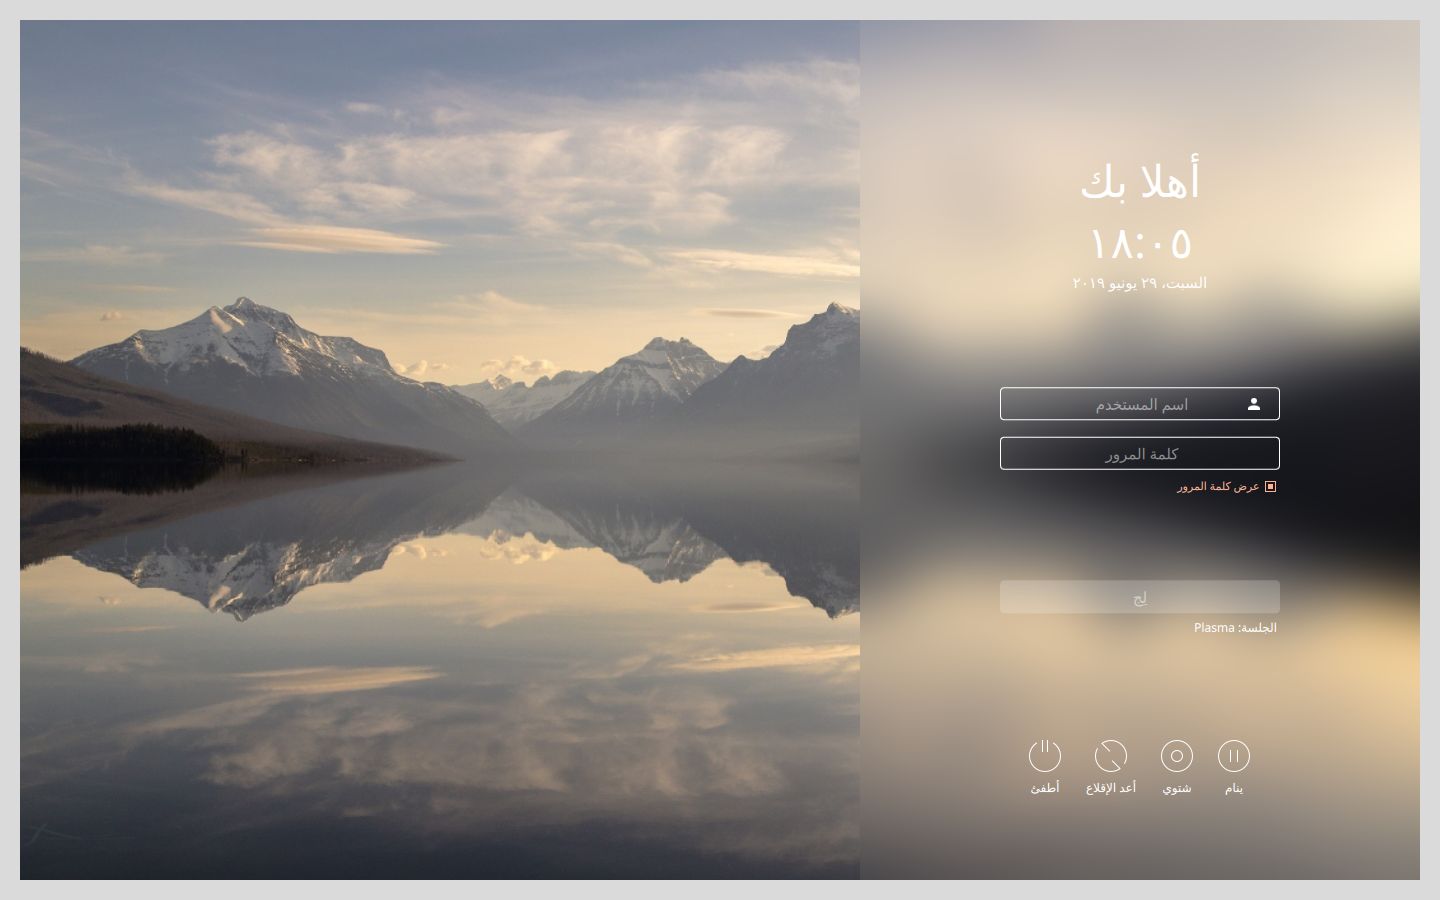 أهلا بك
١٨:٠٥
السبت، ٢٩ يونيو ٢٠١٩
اسم المستخدم
كلمة المرور
عرض كلمة المرور
لِج
الجلسة: Plasma
ينام
شتوي
أعد الإقلاع
أطفئ